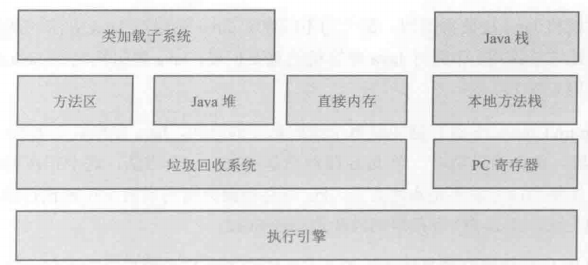 类加载子系统
Java 栈
方法区
Java 堆
直接内存
本地方法栈
垃圾回收系统
PC 寄存器
执行引擎